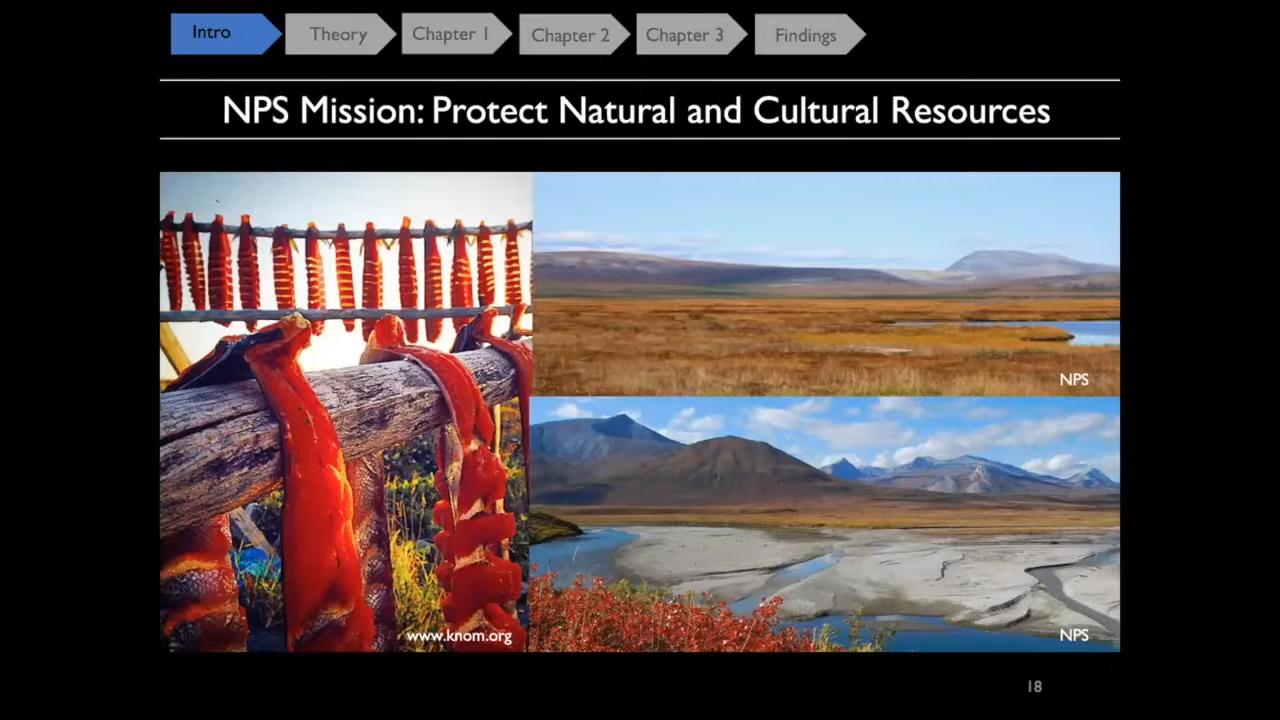 Intro
Theory
Chapter 1
Chapter 2
Chapter 3
Findings
NPS Mission: Protect Natural and Cultural Resources
NPS
www.knom.org
NPS
18